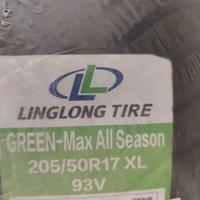 LINGLONG TIRE
GREEN-Max All Season
205/50R17 XL
93V